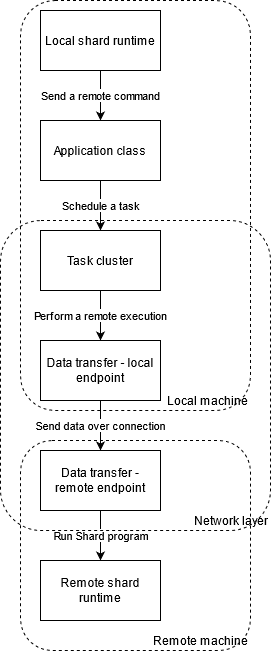 Local shard runtime
Send a remote command
Application class
Schedule a task
Task cluster
Perform a remote execution
Data transfer - local
endpoint
Local machine
Send data over connection
Data transfer -
remote endpoint
Network layer
Run Shard program
Remote shard
runtime
Remote machine